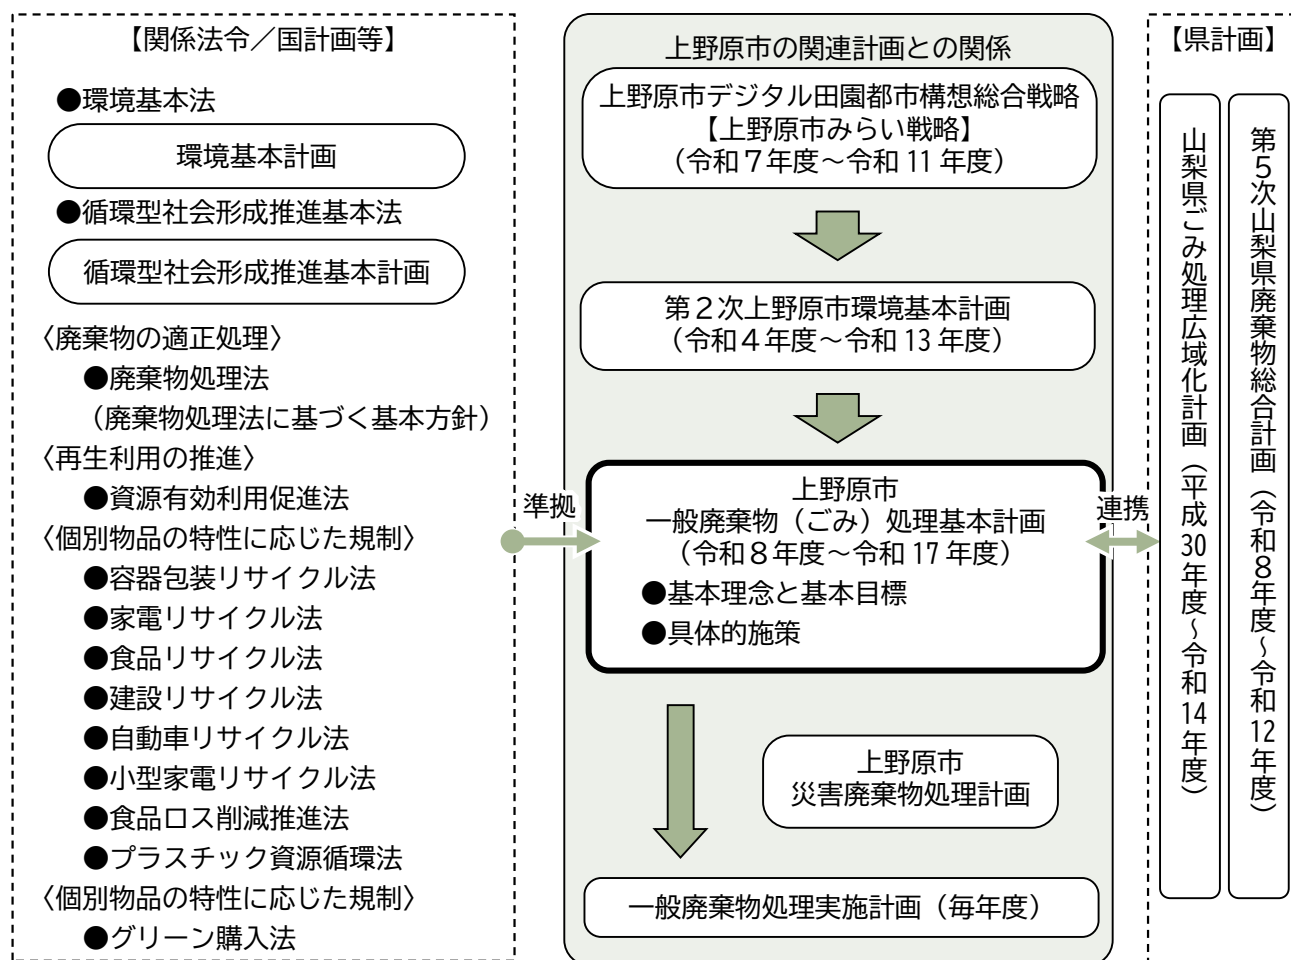 【関係法令／国計画等】
●環境基本法
環境基本計画
●循環型社会形成推進基本法
循環型社会形成推進基本計画
〈廃棄物の適正処理〉
●廃棄物処理法
（廃棄物処理法に基づく基本方針）
〈再生利用の推進〉
●資源有効利用促進法
〈個別物品の特性に応じた規制〉
●容器包装リサイクル法
●家電リサイクル法
●食品リサイクル法
●建設リサイクル法
●自動車リサイクル法
●小型家電リサイクル法
●食品ロス削減推進法
●プラスチック資源循環法
〈個別物品の特性に応じた規制〉
●グリーン購入法
準拠
上野原市の関連計画との関係
上野原市デジタル田園都市構想総合戦略
【上野原市みらい戦略】
（令和７年度～令和 11 年度）
第２次上野原市環境基本計画
（令和４年度～令和 13 年度）
上野原市
一般廃棄物（ごみ）処理基本計画
（令和８年度～令和 17 年度）
●基本理念と基本目標
●具体的施策
上野原市
災害廃棄物処理計画
一般廃棄物処理実施計画（毎年度）
連携
【県計画】
第５次山梨県廃棄物総合計画（令和８年度～令和 12 年度）
山梨県ごみ処理広域化計画（平成 30 年度～令和 14 年度）